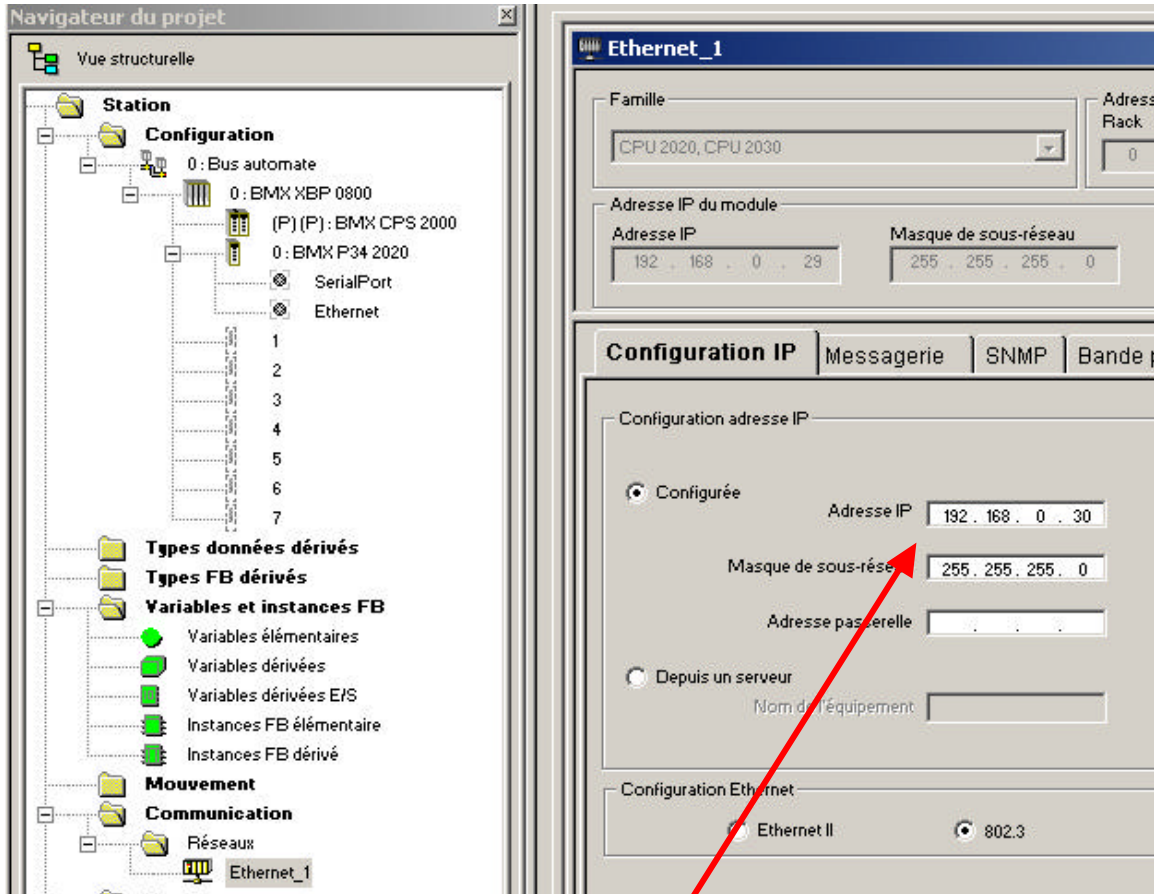 Navigateur du projet
Vue structurelle
Station
Configuration
0 : Bus automate
0 : BMX XBP 0800
(P) (P) : BMX CPS 2000
0 : BMX P34 2020
SerialPort
Ethernet
1
2
3
4
5
6
7
Types données dérivés
Types FB dérivés
Variables et instances FB
Variables élémentaires
Variables dérivées
Variables dérivées E/S
Instances FB élémentaire
Instances FB dérivé
Mouvement
Communication
Réseaux
Ethernet_1
Ethernet_1
Famille
CPU 2020, CPU 2030
Adress
Rack
0
Adresse IP du module
Adresse IP Masque de sous-réseau
192 . 168 . 0 . 29 255 . 255 . 255 . 0
Configuration IP Messagerie SNMP Bande p
Configuration adresse IP
Configurée
Adresse IP 192 . 168 . 0 . 30
Masque de sous-rése 255 . 255 . 255 . 0
Adresse passerelle . . .
Depuis un serveur
Nom de l'équipement
Configuration Ethernet
Ethernet II 802.3